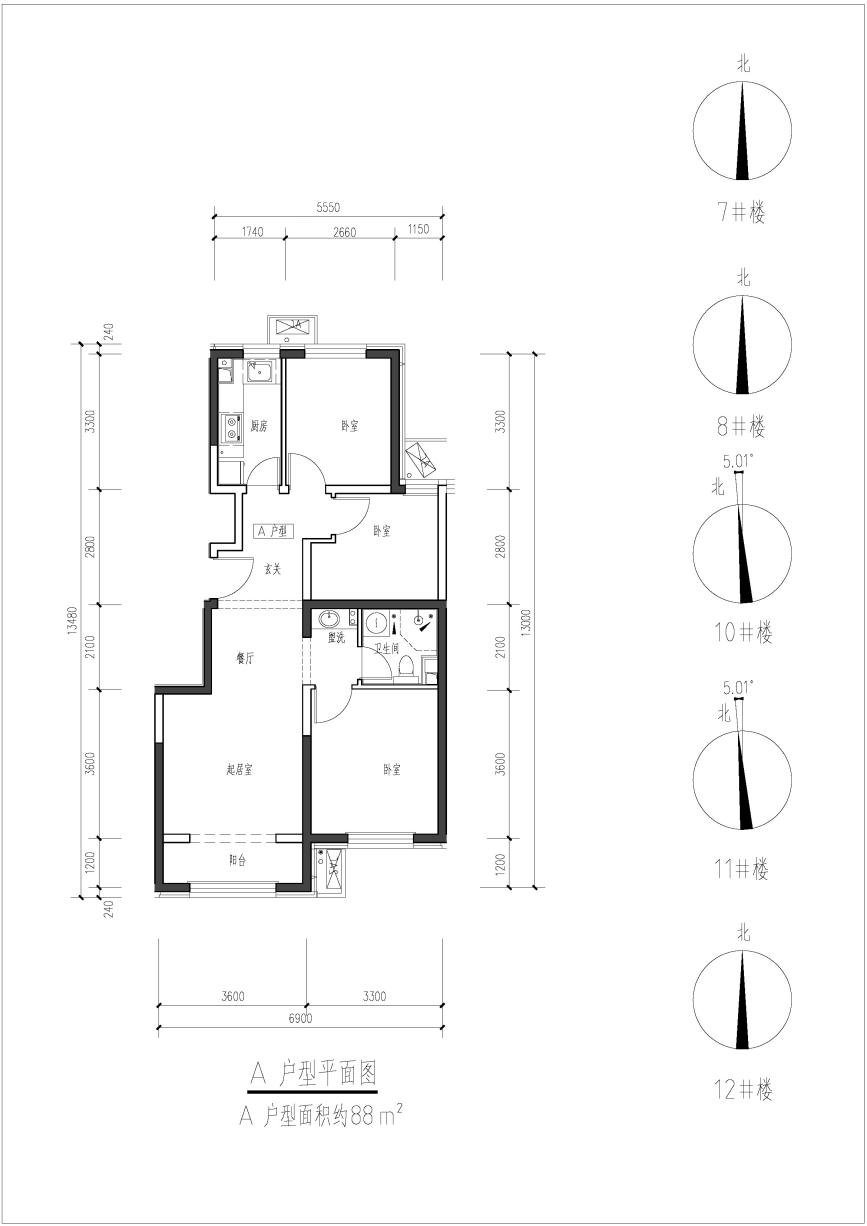 北
7#楼
北
8#楼
5.01°
北
10#楼
5.01°
北
11#楼
北
12#楼
5550
1740
2660
1150
240
3300
2800
2100
3600
1200
240
13480
3300
2800
2100
3600
1200
13000
厨房
卧室
A 户型
卧室
玄关
餐厅
盥洗
卫生间
起居室
卧室
阳台
3600
3300
6900
A 户型平面图
A 户型面积约88m²